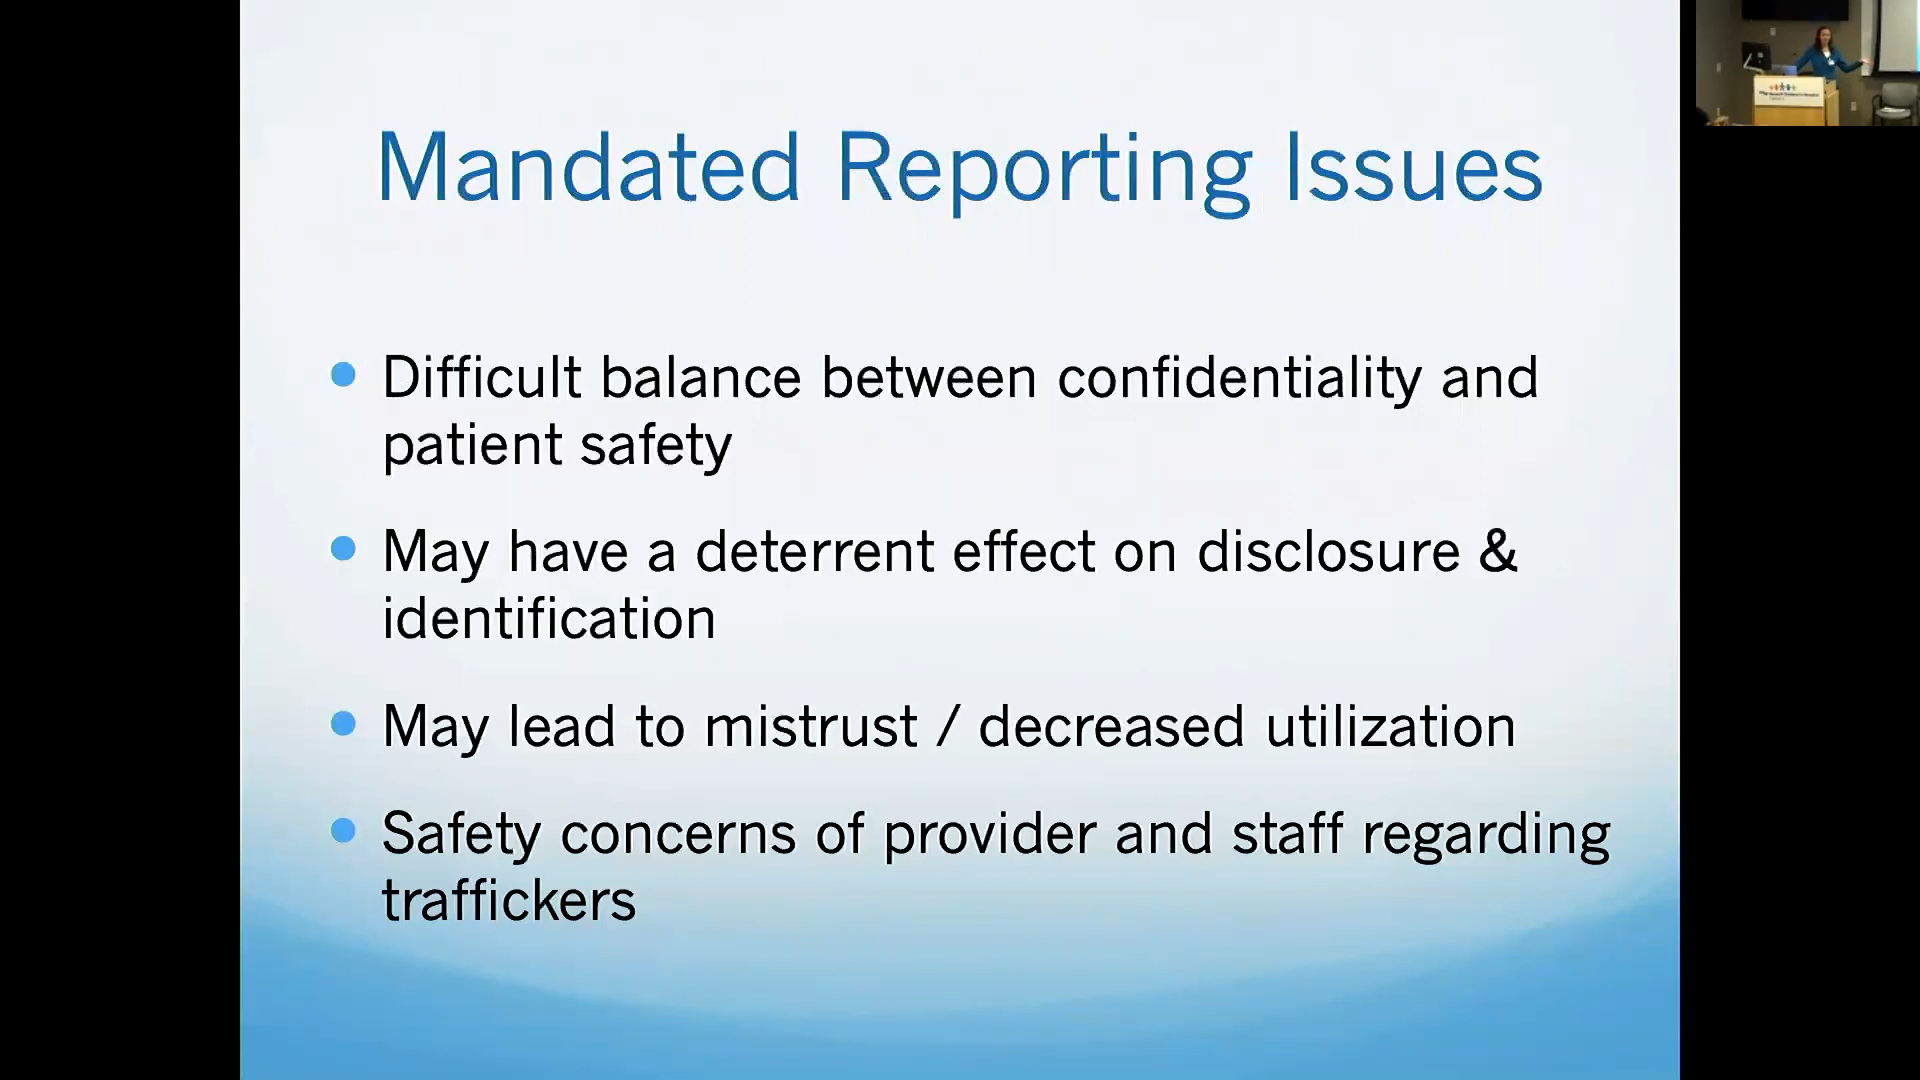 Mandated Reporting Issues
Difficult balance between confidentiality and
patient safety
May have a deterrent effect on disclosure &
identification
May lead to mistrust / decreased utilization
Safety concerns of provider and staff regarding
traffickers